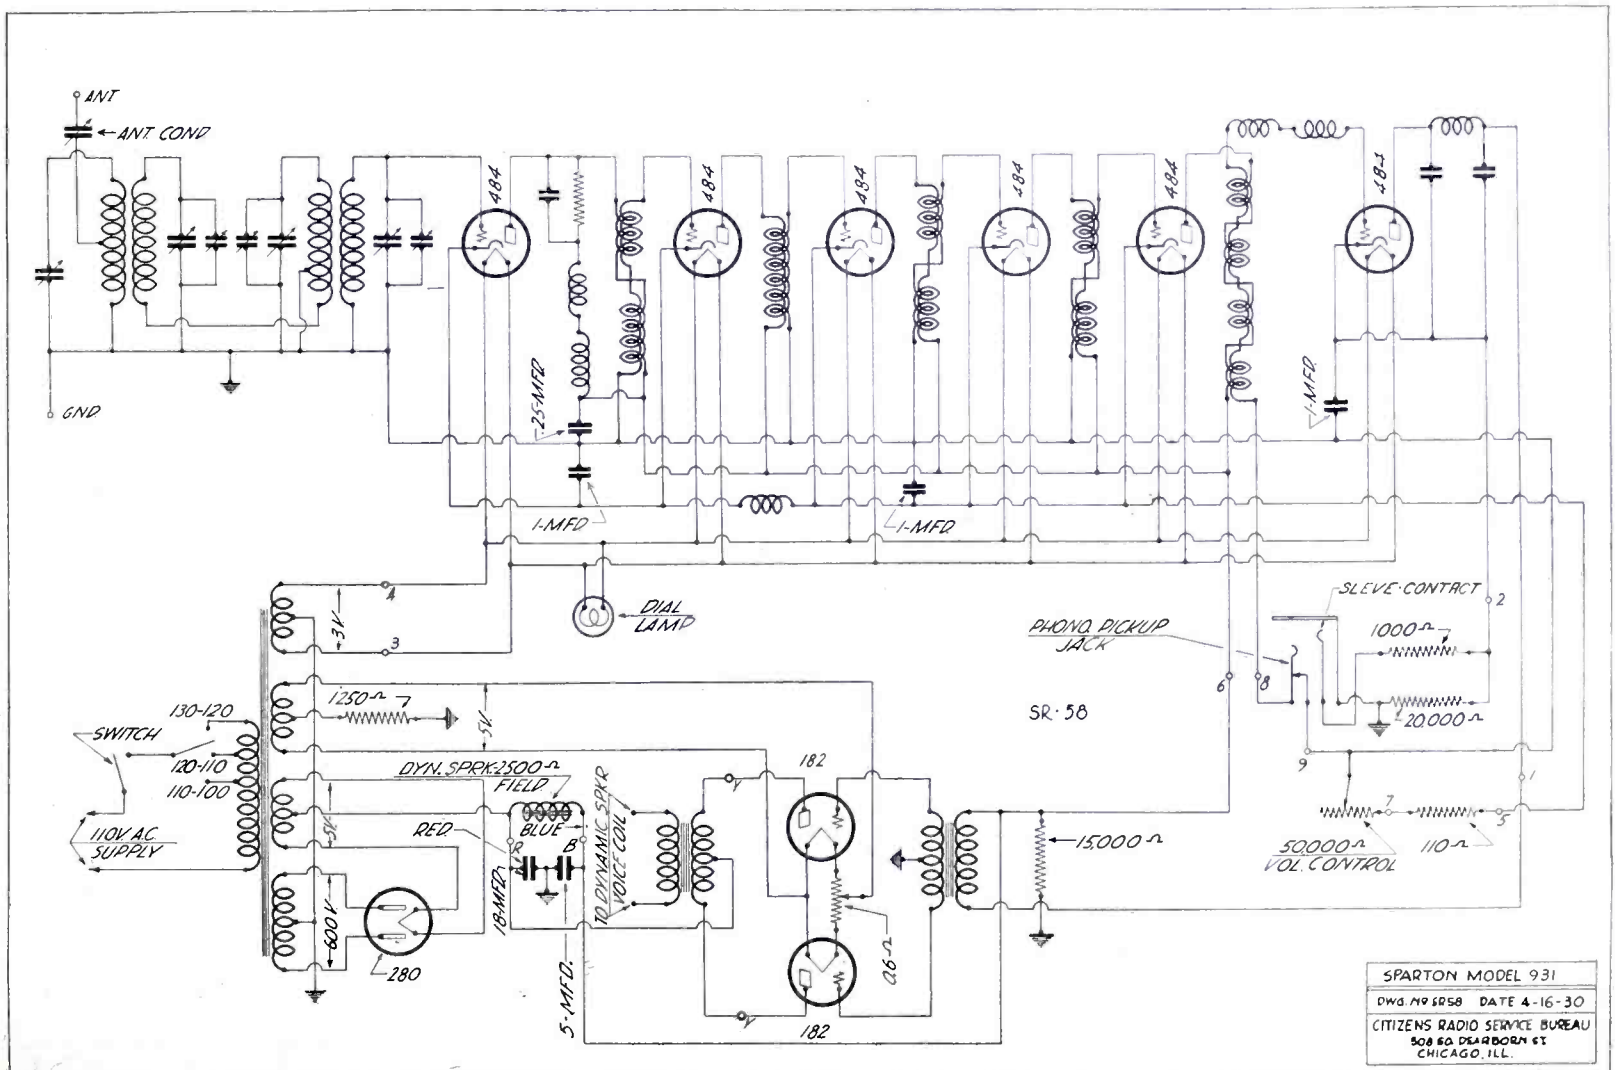 ANT
ANT. COND
484
484
484
484
484
484
GND
.25-MFD.
1-MFD
1-MFD.
1-MFD.
4
3V.
3
DIAL
LAMP
SLEVE-CONTACT
2
1000Ω
PHONO. PICKUP
JACK
6
8
SR-58
20,000Ω
9
1
7
5
50,000Ω
VOL. CONTROL
110Ω
130-120
SWITCH
120-110
110-100
110V. A.C.
SUPPLY
1250Ω
5V.
DYN. SPRK-2500Ω
FIELD
RED.
BLUE
R
B
5V.
18-MFD.
5-MFD.
TO DYNAMIC SPKR
VOICE COIL
Y
182
15,000Ω
600V.
280
0.6Ω
Y
182
SPARTON MODEL 931
DWG. Nº SR58 DATE 4-16-30
CITIZENS RADIO SERVICE BUREAU
508 SO. DEARBORN ST
CHICAGO, ILL.